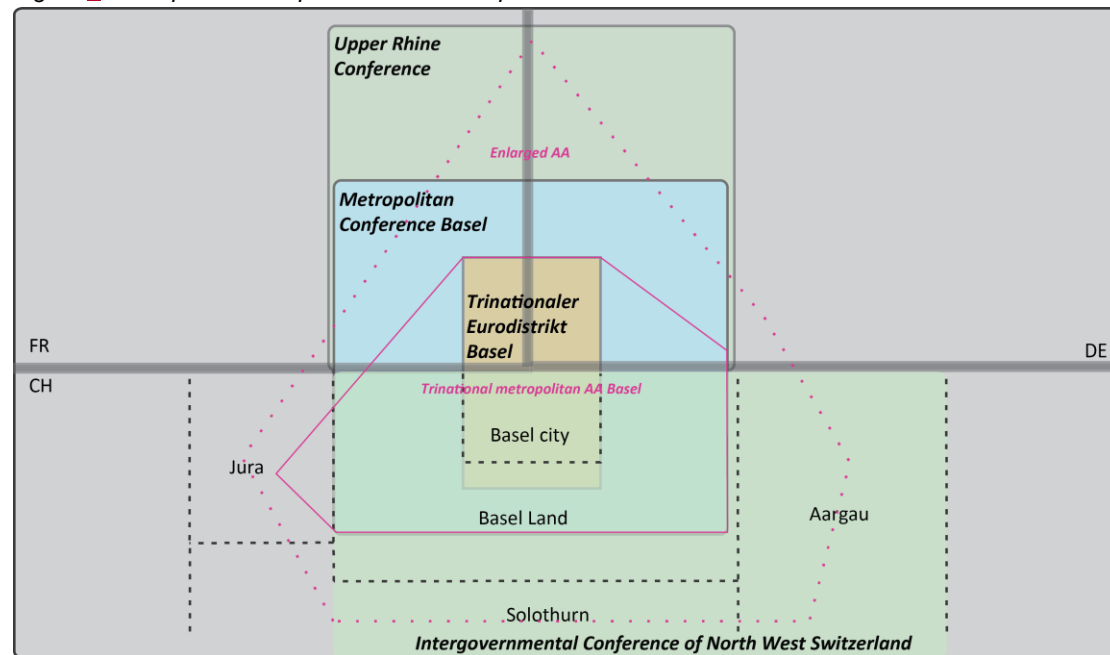 Upper Rhine
Conference
Enlarged AA
Metropolitan
Conference Basel
Trinationaler
Eurodistrikt
Basel
FR
DE
CH
Trinational metropolitan AA Basel
Basel city
Jura
Basel Land
Aargau
Solothurn
Intergovernmental Conference of North West Switzerland